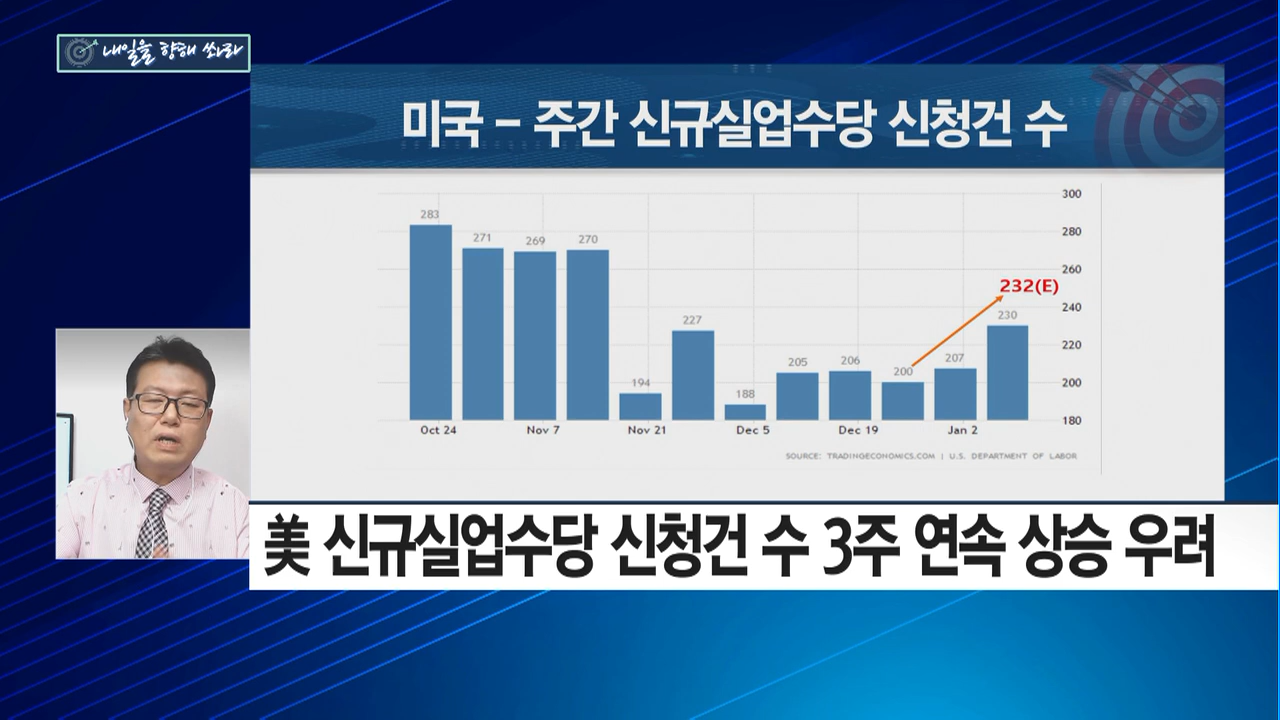 내일을 향해 쏴라
미국 - 주간 신규실업수당 신청건 수
300
283
280
271
269
270
260
232(E)
240
230
227
220
194
188
205
206
200
207
200
180
Oct 24
Nov 7
Nov 21
Dec 5
Dec 19
Jan 2
SOURCE: TRADINGECONOMICS.COM | U.S. DEPARTMENT OF LABOR
美 신규실업수당 신청건 수 3주 연속 상승 우려